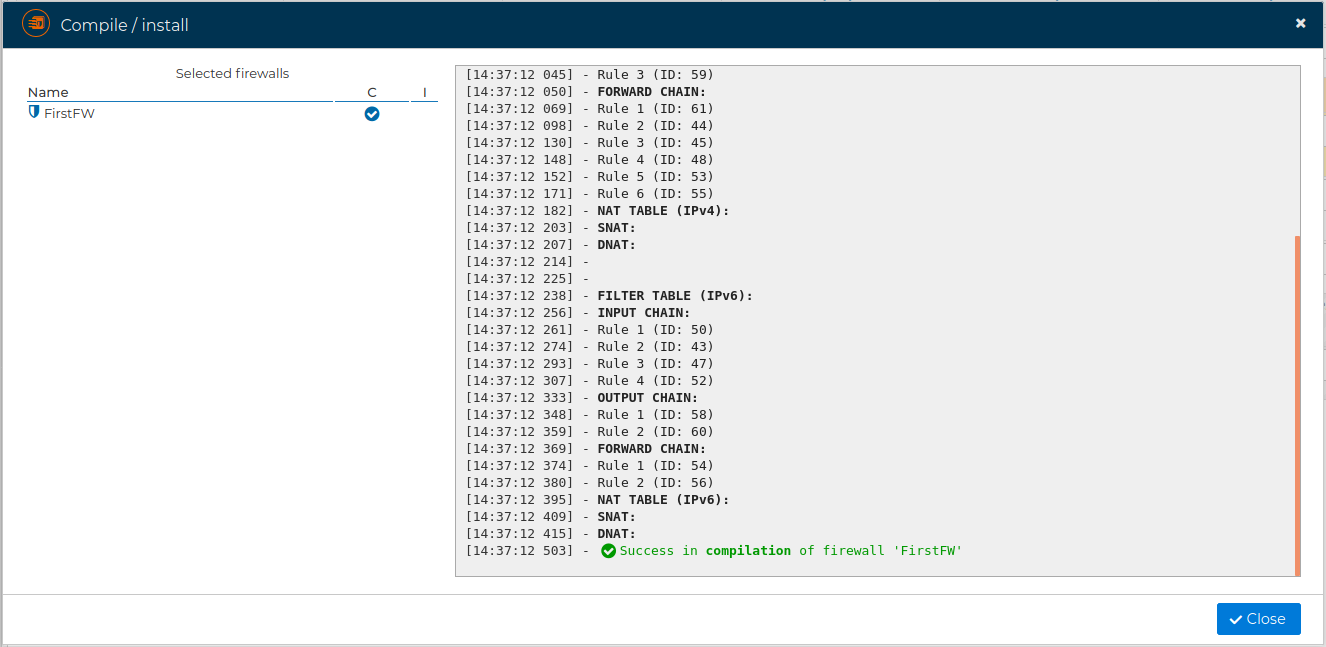 Compile / install
Selected firewalls
Name C I
FirstFW
[14:37:12 045] - Rule 3 (ID: 59)
[14:37:12 050] - FORWARD CHAIN:
[14:37:12 069] - Rule 1 (ID: 61)
[14:37:12 098] - Rule 2 (ID: 44)
[14:37:12 130] - Rule 3 (ID: 45)
[14:37:12 148] - Rule 4 (ID: 48)
[14:37:12 152] - Rule 5 (ID: 53)
[14:37:12 171] - Rule 6 (ID: 55)
[14:37:12 182] - NAT TABLE (IPv4):
[14:37:12 203] - SNAT:
[14:37:12 207] - DNAT:
[14:37:12 214] -
[14:37:12 225] -
[14:37:12 238] - FILTER TABLE (IPv6):
[14:37:12 256] - INPUT CHAIN:
[14:37:12 261] - Rule 1 (ID: 50)
[14:37:12 274] - Rule 2 (ID: 43)
[14:37:12 293] - Rule 3 (ID: 47)
[14:37:12 307] - Rule 4 (ID: 52)
[14:37:12 333] - OUTPUT CHAIN:
[14:37:12 348] - Rule 1 (ID: 58)
[14:37:12 359] - Rule 2 (ID: 60)
[14:37:12 369] - FORWARD CHAIN:
[14:37:12 374] - Rule 1 (ID: 54)
[14:37:12 380] - Rule 2 (ID: 56)
[14:37:12 395] - NAT TABLE (IPv6):
[14:37:12 409] - SNAT:
[14:37:12 415] - DNAT:
[14:37:12 503] - Success in compilation of firewall 'FirstFW'
Close